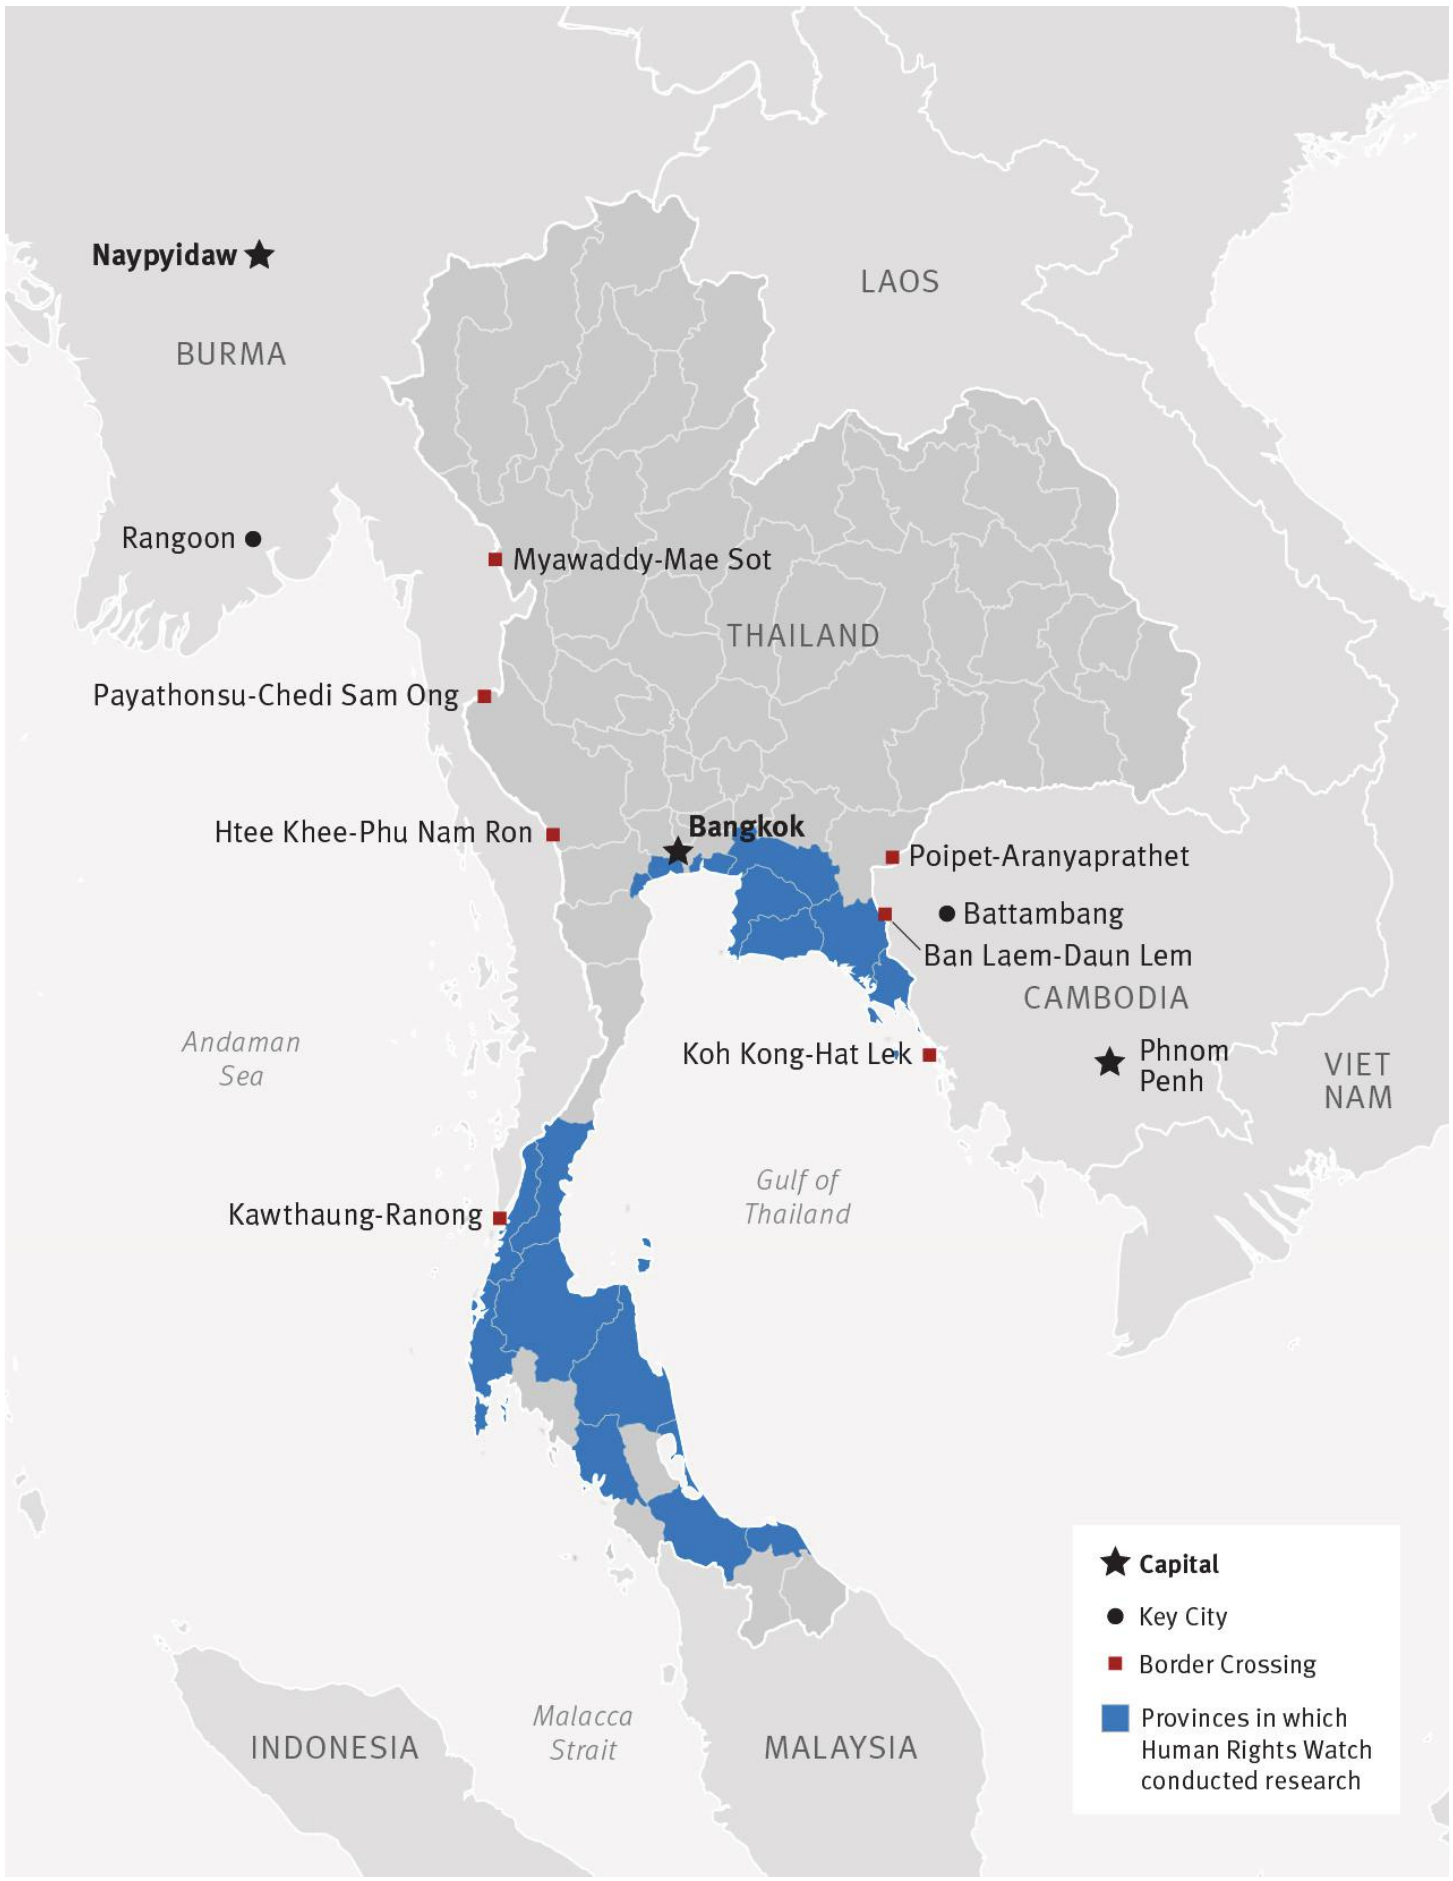 Naypyidaw
LAOS
BURMA
Rangoon
Myawaddy-Mae Sot
THAILAND
Payathonsu-Chedi Sam Ong
Bangkok
Htee Khee-Phu Nam Ron
Poipet-Aranyaprathet
Battambang
Ban Laem-Daun Lem
CAMBODIA
Andaman
Sea
Koh Kong-Hat Lek
Phnom
Penh
VIET
NAM
Gulf of
Thailand
Kawthaung-Ranong
Capital
Key City
Border Crossing
Provinces in which
Human Rights Watch
conducted research
Malacca
Strait
INDONESIA
MALAYSIA